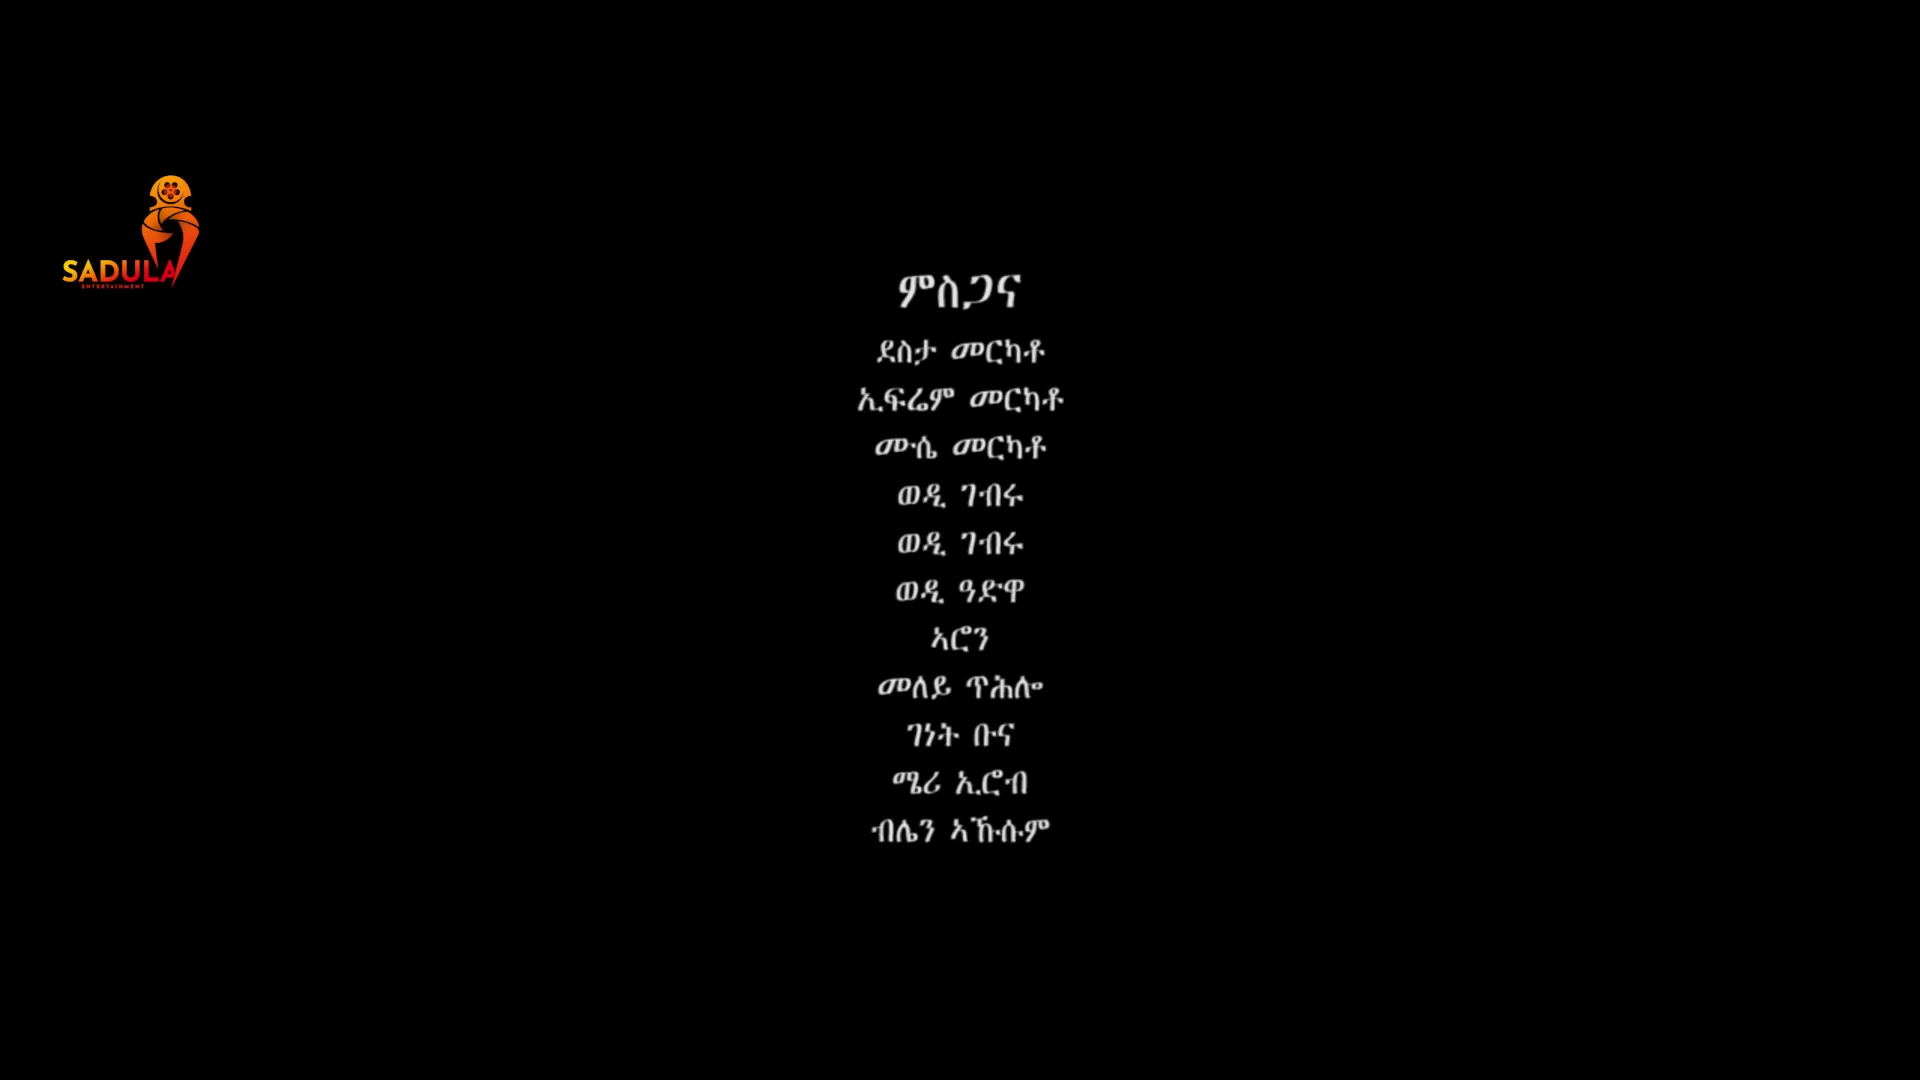 SADULA
ENTERTAINMENT
ምስጋና
ደስታ መርካቶ
ኢፍሬም መርካቶ
ሙሴ መርካቶ
ወዲ ገብሩ
ወዲ ገብሩ
ወዲ ዓድዋ
ኣሮን
መለይ ጥሕሎ
ገነት ቡና
ሜሪ ኢሮብ
ብሌን ኣኹሱም